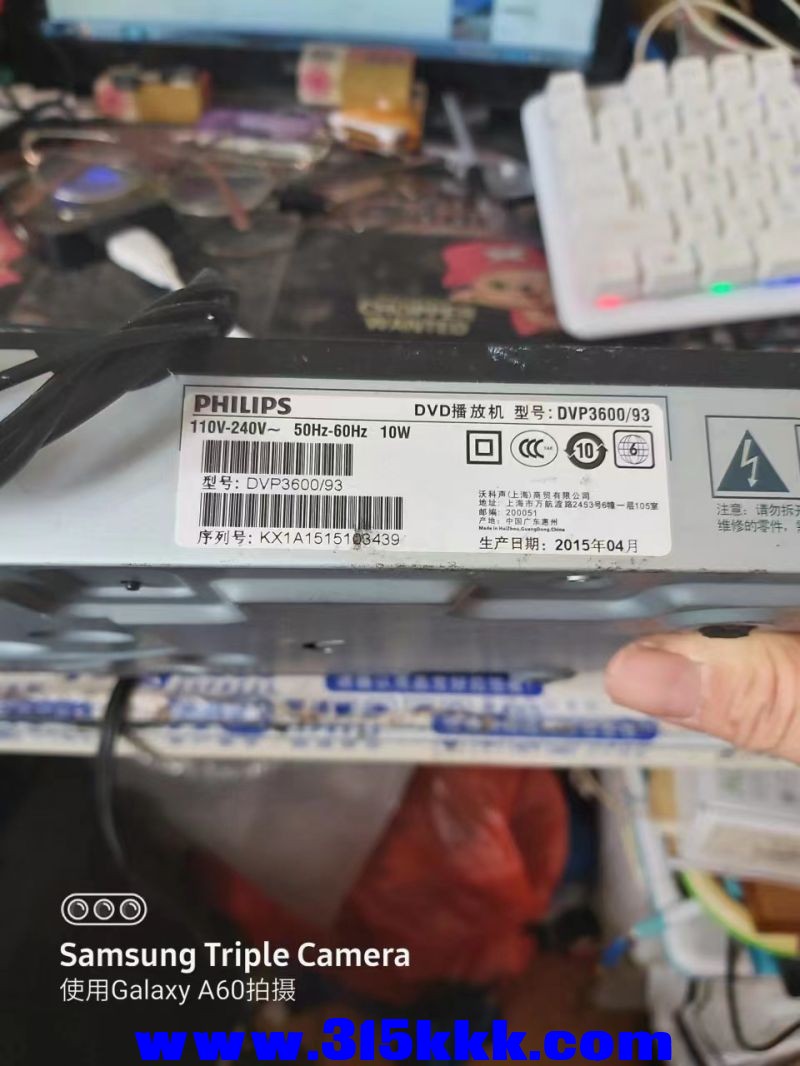 CHOPPER
WANTED
PHILIPS
DVD播放机 型号: DVP3600/93
110V-240V～ 50Hz-60Hz 10W
型号: DVP3600/93
序列号: KX1A1515103439
10
6
沃科声(上海)商贸有限公司
地址: 上海市万航渡路2453号6幢一层105室
邮编: 200051
产地: 中国广东惠州
Made in HuiZhou,GuangDong,China
生产日期: 2015年04月
注意: 请勿拆开
维修的零件,
Samsung Triple Camera
使用Galaxy A60拍摄
www.315kkk.com